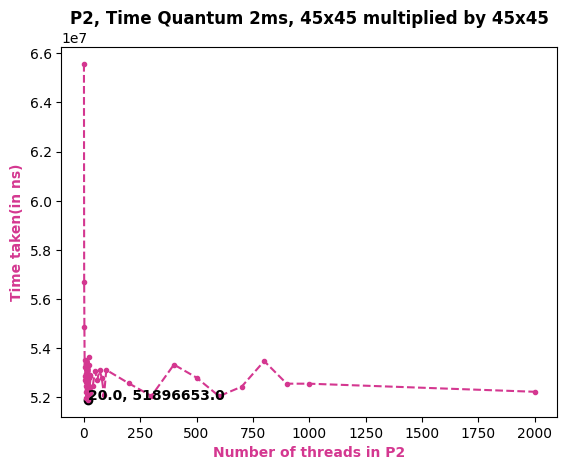 P2, Time Quantum 2ms, 45x45 multiplied by 45x45
1e7
6.6
6.4
6.2
6.0
5.8
5.6
5.4
5.2
Time taken(in ns)
20.0, 51896653.0
0 250 500 750 1000 1250 1500 1750 2000
Number of threads in P2